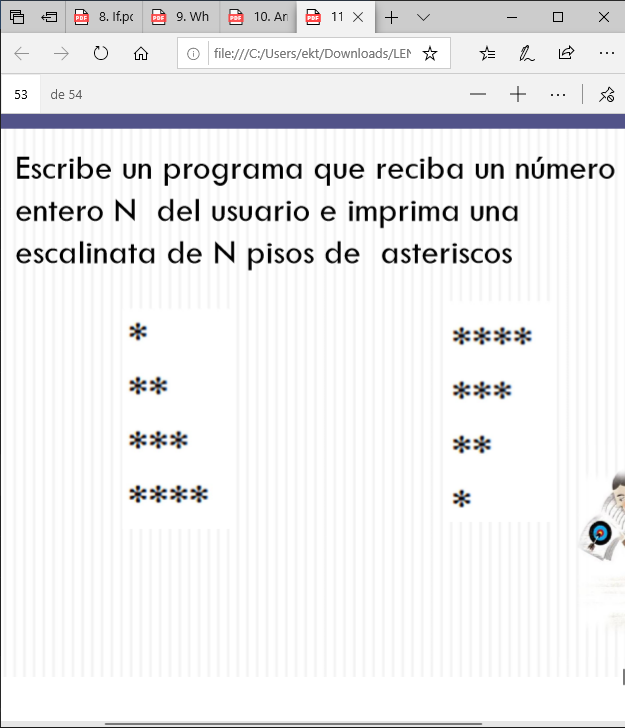 8. If.pc
9. Wh
10. An
11
file:///C:/Users/ekt/Downloads/LEN
53 de 54
Escribe un programa que reciba un número
entero N del usuario e imprima una
escalinata de N pisos de asteriscos
* ****
** ***
*** **
**** *